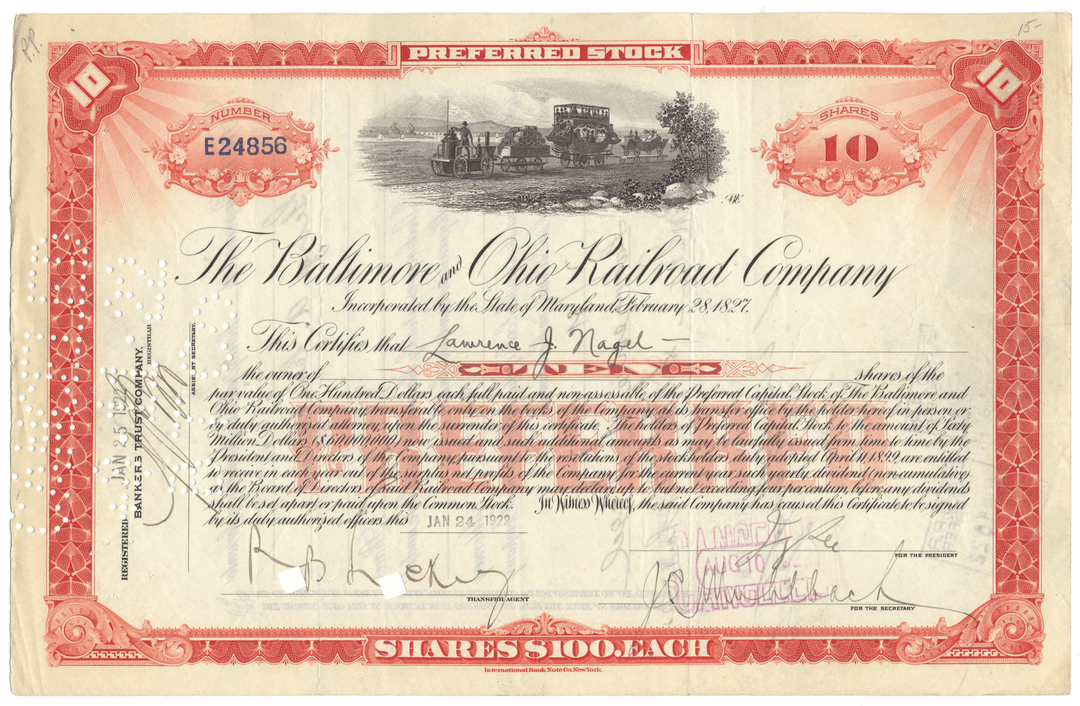 P.P.
15-
PREFERRED STOCK
10
10
NUMBER
E24856
SHARES
10
The Baltimore and Ohio Railroad Company
Incorporated by the State of Maryland, February 28, 1827.
This Certifies that Lawrence J. Nagel
TEN
the owner of shares of the
par value of One Hundred Dollars each, full paid and non-assessable, of the Preferred Capital Stock of The Baltimore and
Ohio Railroad Company, transferable only on the books of the Company at its transfer office by the holder hereof in person or
by duly authorized attorney, upon the surrender of this certificate. The holders of Preferred Capital Stock to the amount of Sixty
Million Dollars ($60,000,000) now issued and such additional amounts as may be lawfully issued from time to time by the
President and Directors of the Company, pursuant to the resolutions of its stockholders duly adopted April 11, 1899, are entitled
to receive in each year out of the surplus net profits of the Company for the current year such yearly dividend (non-cumulative)
as the Board of Directors of said Railroad Company may declare up to but not exceeding four per centum, before any dividends
shall be set apart or paid upon the Common Stock. In Witness Whereof, the said Company has caused this Certificate to be signed
by its duly authorized officers this JAN 24 1922
PREFERRED
REGISTERED JAN 25 1922
BANKERS TRUST COMPANY,
REGISTRAR
ASSIST. SECRETARY.
CANCELLED
FOR THE PRESIDENT
TRANSFER AGENT
FOR THE SECRETARY
SHARES $100. EACH
International Bank Note Co. New York.